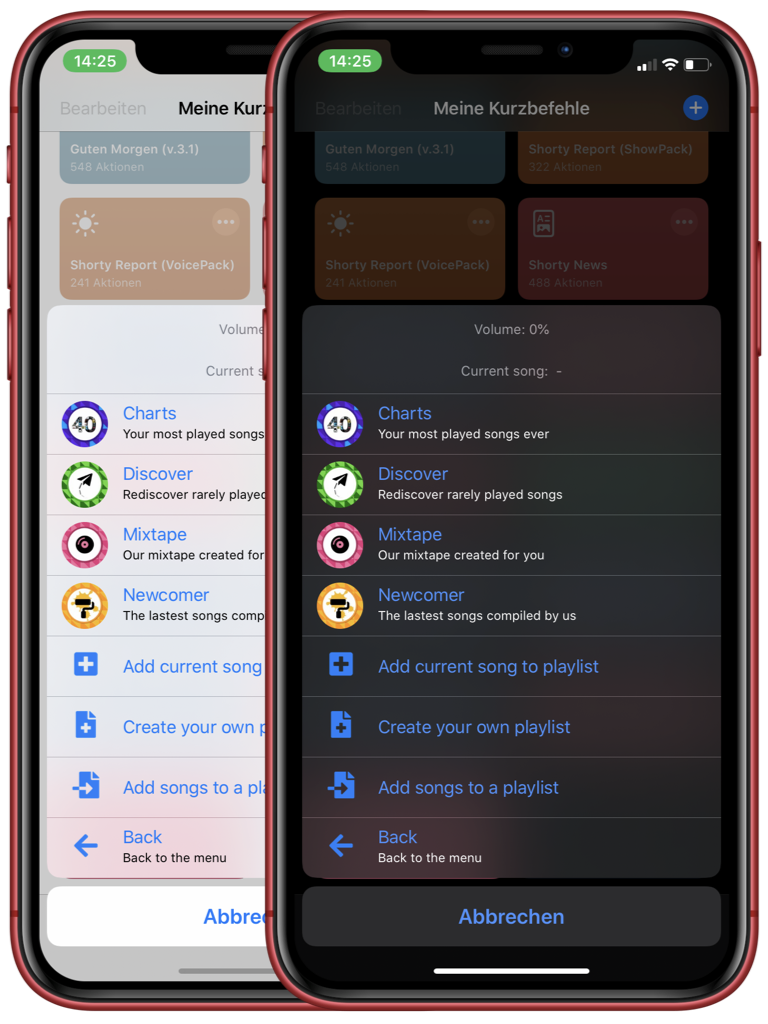 14:25
Bearbeiten Meine Kurz
Guten Morgen (v.3.1)
548 Aktionen
Shorty Report (VoicePack)
241 Aktionen
Volume
Current s
Charts
Your most played songs
Discover
Rediscover rarely played
Mixtape
Our mixtape created for
Newcomer
The lastest songs comp
Add current song
Create your own p
Add songs to a pla
Back
Back to the menu
Abbrec
14:25
Bearbeiten Meine Kurzbefehle
Guten Morgen (v.3.1)
548 Aktionen
Shorty Report (ShowPack)
322 Aktionen
Shorty Report (VoicePack)
241 Aktionen
Shorty News
488 Aktionen
Volume: 0%
Current song: -
40
Charts
Your most played songs ever
Discover
Rediscover rarely played songs
Mixtape
Our mixtape created for you
Newcomer
The lastest songs compiled by us
Add current song to playlist
Create your own playlist
Add songs to a playlist
Back
Back to the menu
Abbrechen